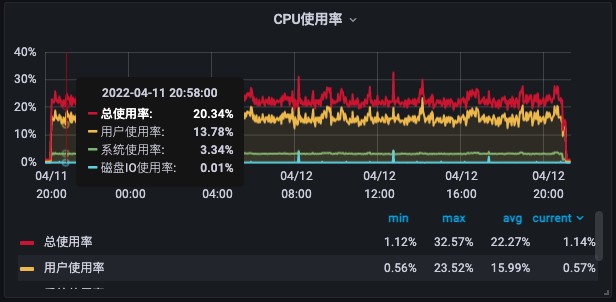 CPU使用率
40%
30%
20%
10%
0%
2022-04-11 20:58:00
总使用率: 20.34%
用户使用率: 13.78%
系统使用率: 3.34%
磁盘IO使用率: 0.01%
04/11 20:00
00:00
04:00
04/12 08:00
04/12 12:00
04/12 16:00
04/12 20:00
min max avg current
总使用率 1.12% 32.57% 22.27% 1.14%
用户使用率 0.56% 23.52% 15.99% 0.57%